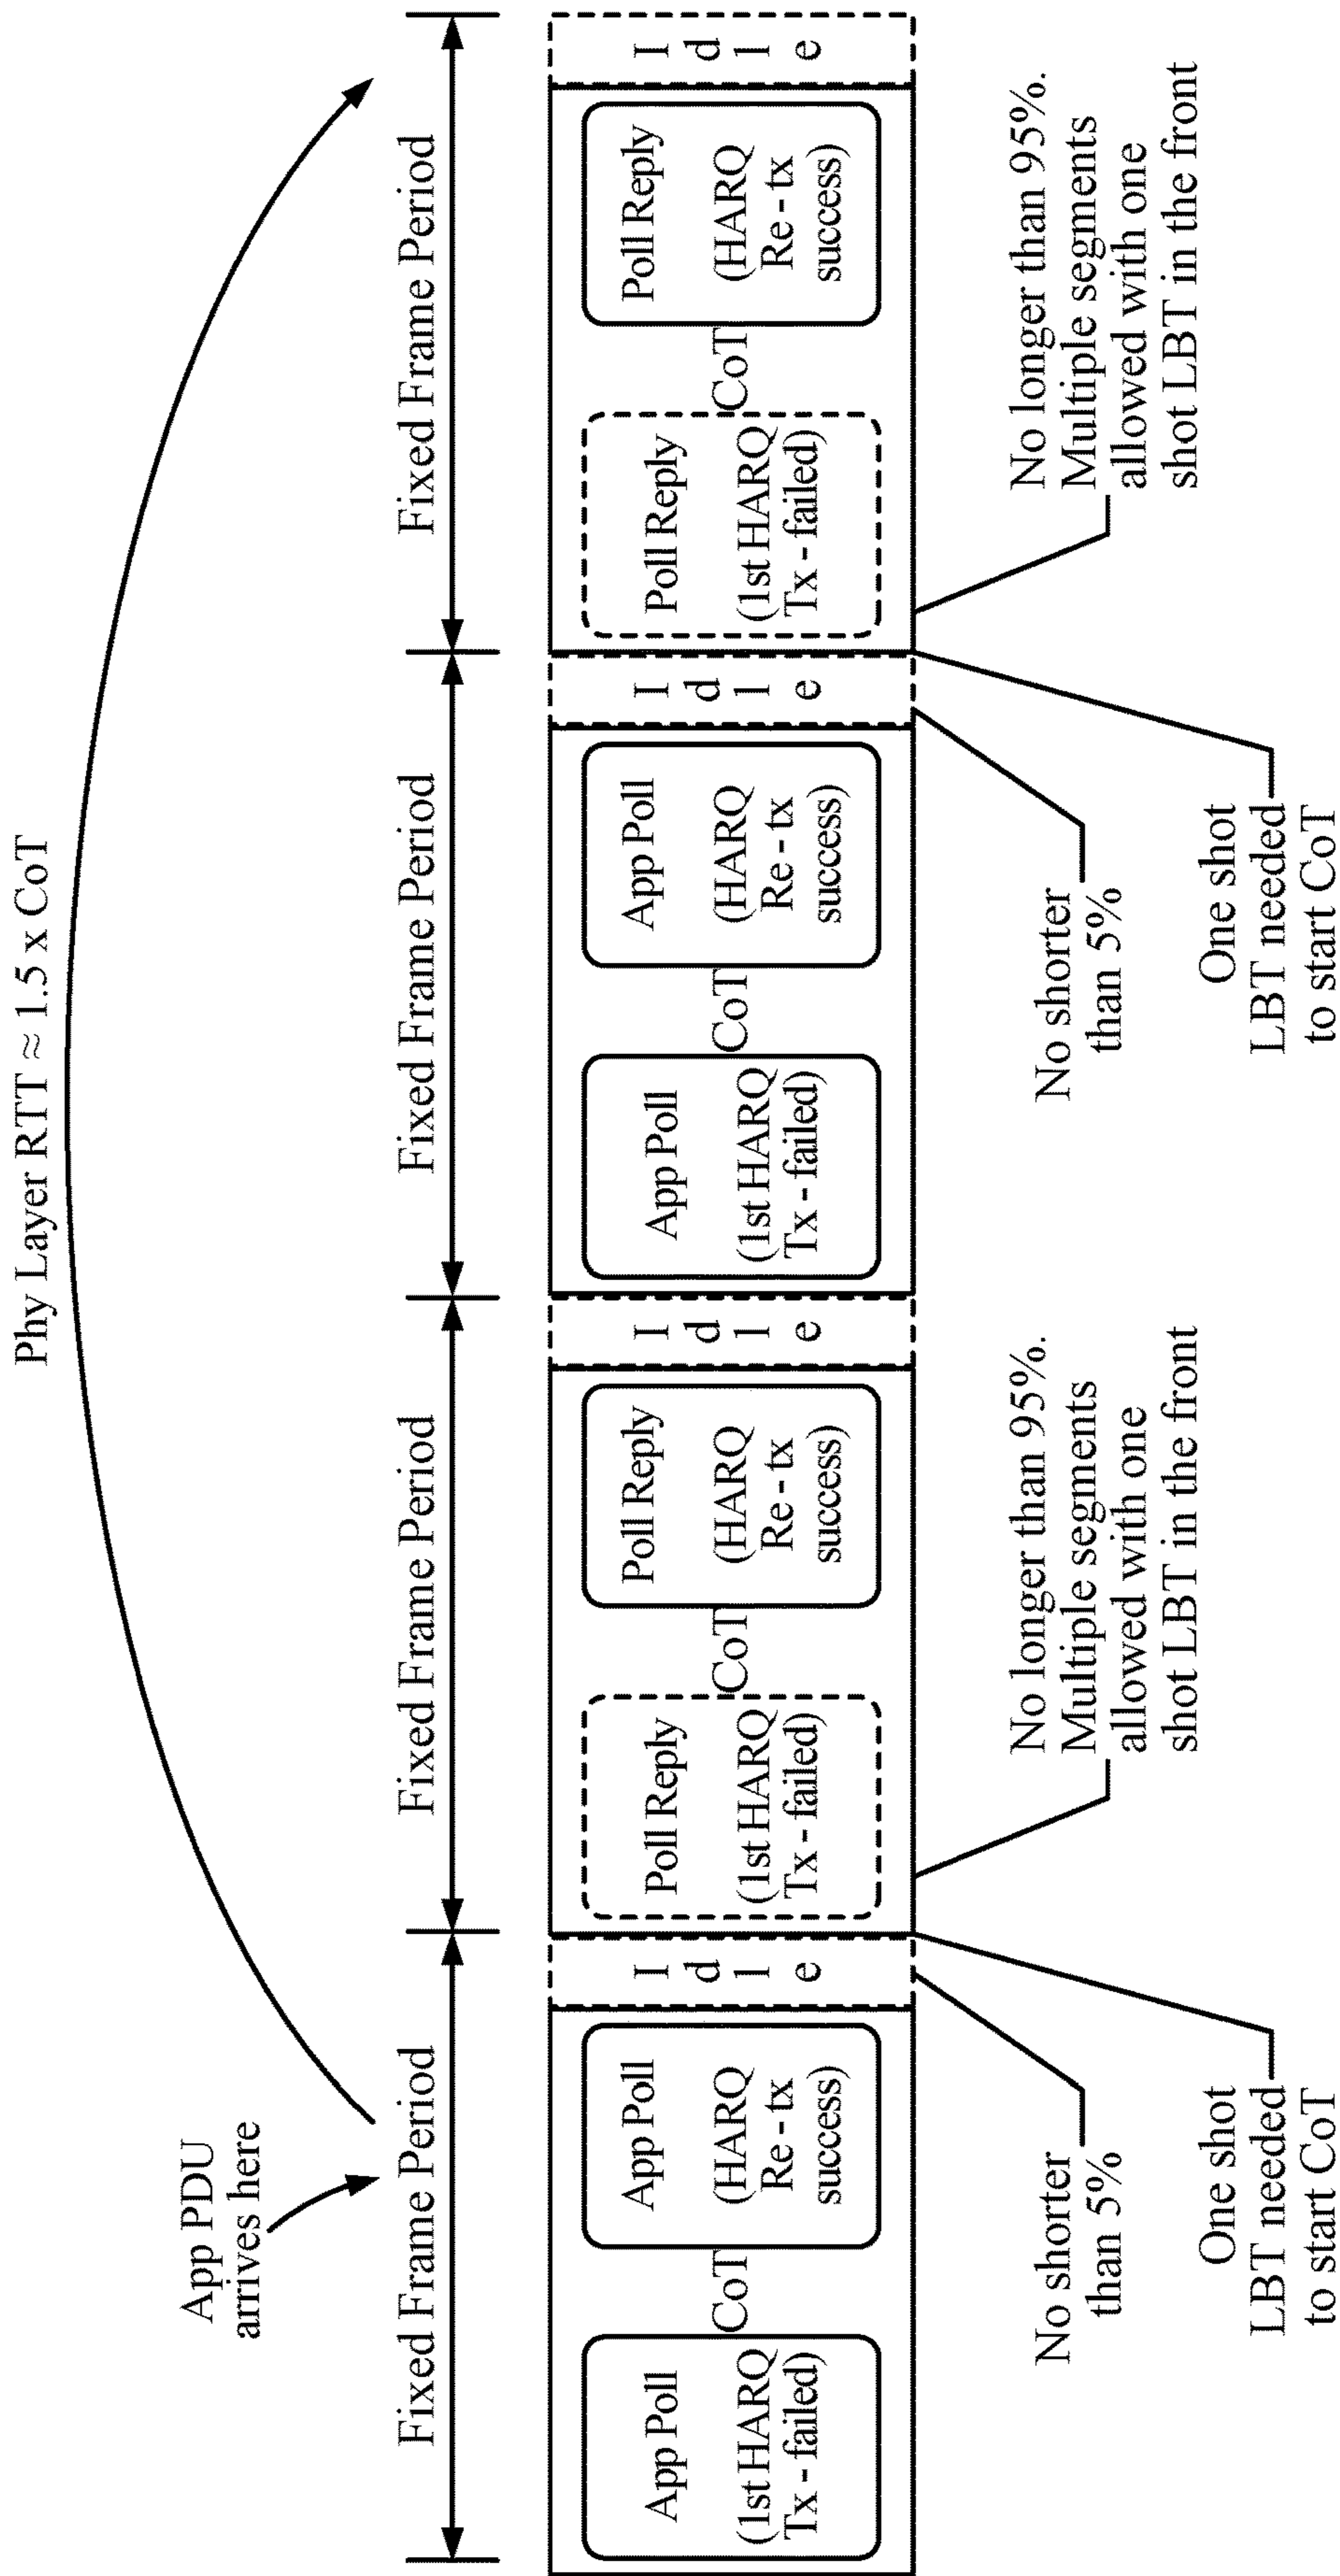 Phy Layer RTT ≈ 1.5 x CoT
App PDU
arrives here
Fixed Frame Period
Fixed Frame Period
Fixed Frame Period
Fixed Frame Period
App Poll
(1st HARQ
Tx - failed)
CoT
App Poll
(HARQ
Re - tx
success)
I
d
l
e
Poll Reply
(1st HARQ
Tx - failed)
CoT
Poll Reply
(HARQ
Re - tx
success)
I
d
l
e
App Poll
(1st HARQ
Tx - failed)
CoT
App Poll
(HARQ
Re - tx
success)
I
d
l
e
Poll Reply
(1st HARQ
Tx - failed)
CoT
Poll Reply
(HARQ
Re - tx
success)
I
d
l
e
No shorter
than 5%
One shot
LBT needed
to start CoT
No longer than 95%.
Multiple segments
allowed with one
shot LBT in the front
No shorter
than 5%
One shot
LBT needed
to start CoT
No longer than 95%.
Multiple segments
allowed with one
shot LBT in the front